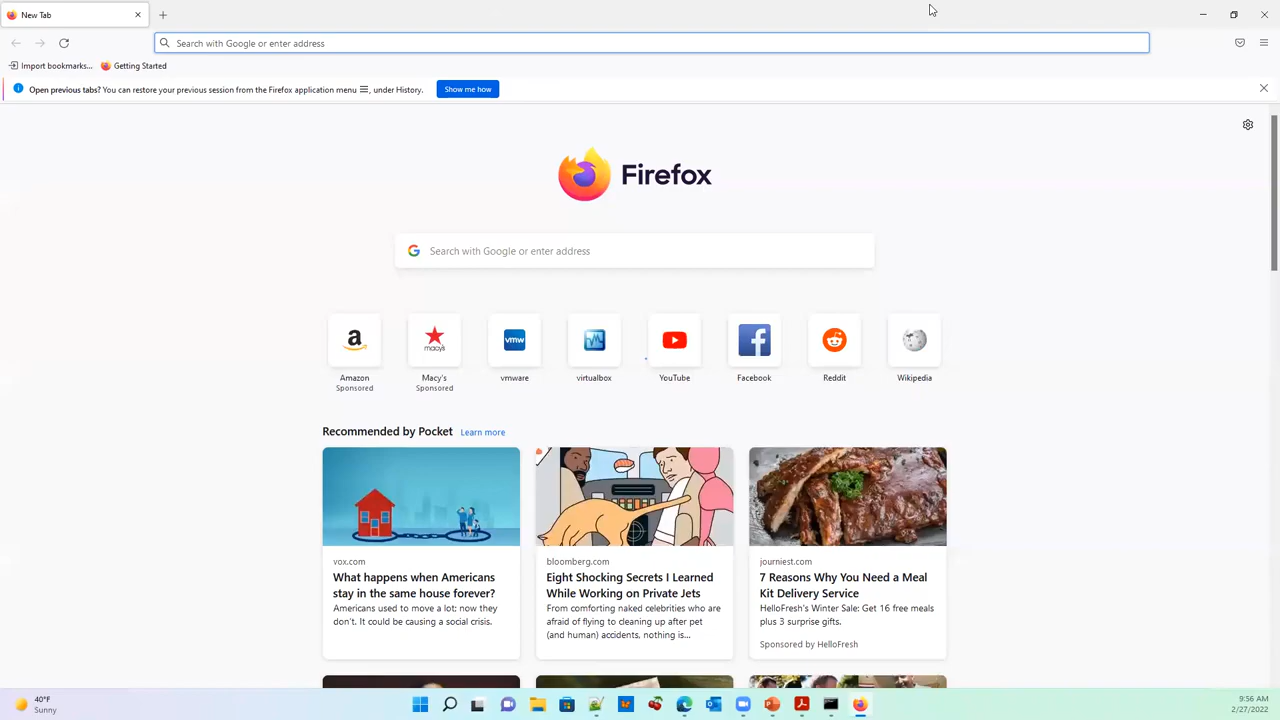 New Tab
Search with Google or enter address
Import bookmarks...
Getting Started
Open previous tabs? You can restore your previous session from the Firefox application menu ☰, under History.
Show me how
Firefox
Search with Google or enter address
vmw
macy's
Amazon
Sponsored
Macy's
Sponsored
vmware
virtualbox
YouTube
Facebook
Reddit
Wikipedia
Recommended by Pocket
Learn more
vox.com
What happens when Americans
stay in the same house forever?
Americans used to move a lot; now they
don't. It could be causing a social crisis.
bloomberg.com
Eight Shocking Secrets I Learned
While Working on Private Jets
From comforting naked celebrities who are
afraid of flying to cleaning up after pet
(and human) accidents, nothing is...
journiest.com
7 Reasons Why You Need a Meal
Kit Delivery Service
HelloFresh's Winter Sale: Get 16 free meals
plus 3 surprise gifts.
Sponsored by HelloFresh
40°F
Sunny
9:56 AM
2/27/2022